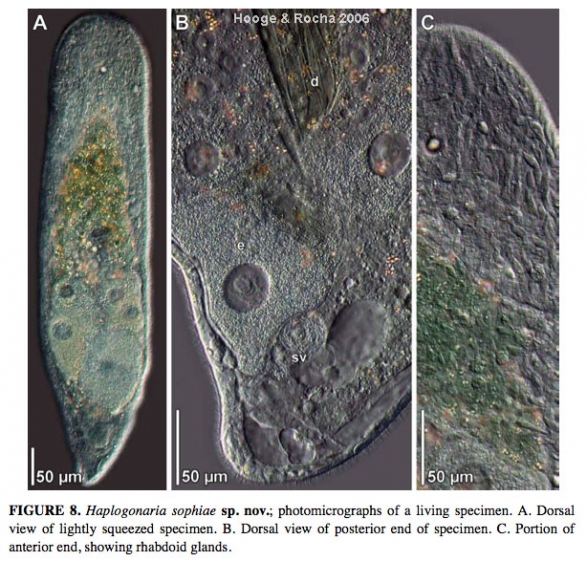 A
B
Hooge & Rocha 2006
C
d
e
sv
50 µm
50 µm
50 µm
FIGURE 8. Haplogonaria sophiae sp. nov.; photomicrographs of a living specimen. A. Dorsal
view of lightly squeezed specimen. B. Dorsal view of posterior end of specimen. C. Portion of
anterior end, showing rhabdoid glands.